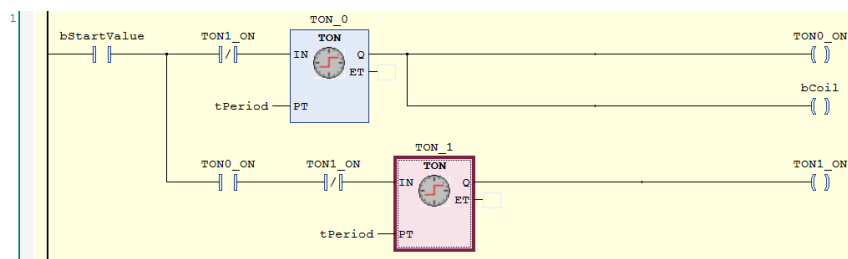 1
bStartValue
TON1_ON
TON_0
TON
IN
Q
ET
tPeriod
PT
TON0_ON
bCoil
TON0_ON
TON1_ON
TON_1
TON
IN
Q
ET
tPeriod
PT
TON1_ON